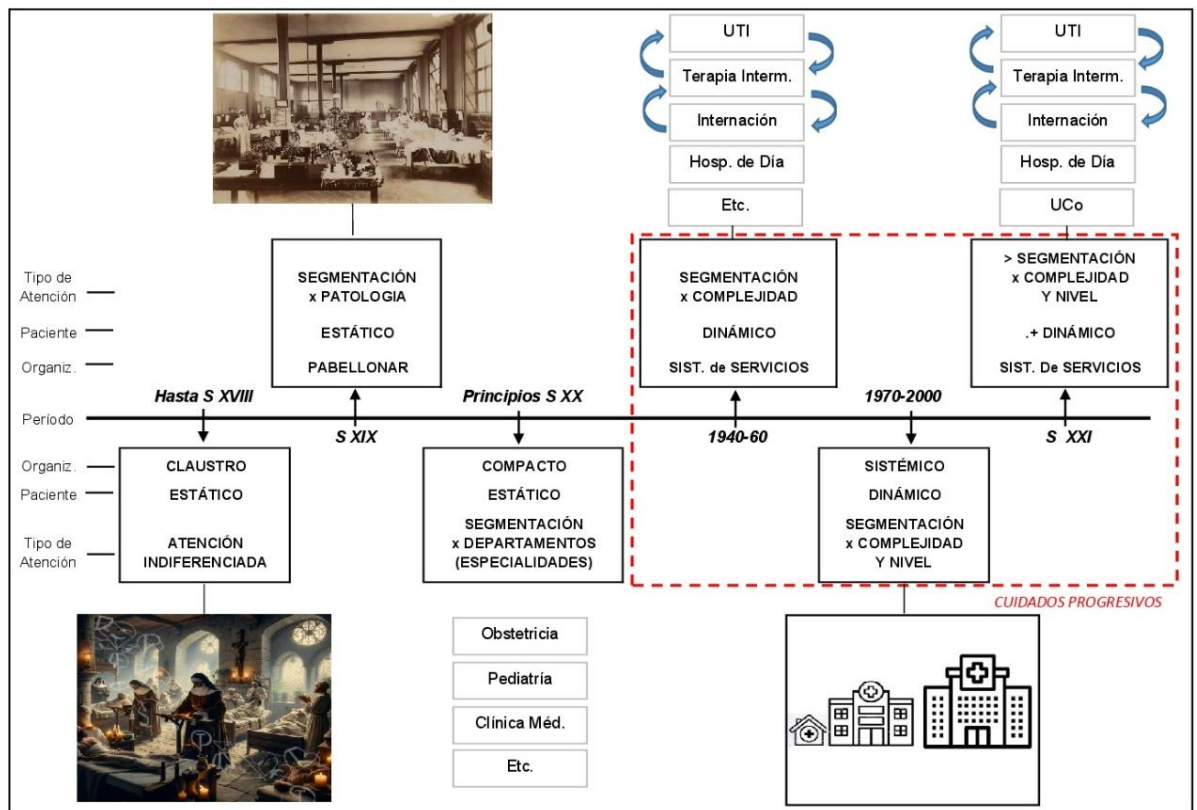 UTI
Terapia Interm.
Internación
Hosp. de Día
Etc.
UTI
Terapia Interm.
Internación
Hosp. de Día
UCo
Tipo de
Atención
Paciente
Organiz.
SEGMENTACIÓN
x PATOLOGIA
ESTÁTICO
PABELLONAR
SEGMENTACIÓN
x COMPLEJIDAD
DINÁMICO
SIST. de SERVICIOS
> SEGMENTACIÓN
x COMPLEJIDAD
Y NIVEL
.+ DINÁMICO
SIST. De SERVICIOS
Hasta S XVIII
Principios S XX
1970-2000
Período
S XIX
1940-60
S XXI
Organiz.
Paciente
Tipo de
Atención
CLAUSTRO
ESTÁTICO
ATENCIÓN
INDIFERENCIADA
COMPACTO
ESTÁTICO
SEGMENTACIÓN
x DEPARTAMENTOS
(ESPECIALIDADES)
SISTÉMICO
DINÁMICO
SEGMENTACIÓN
x COMPLEJIDAD
Y NIVEL
CUIDADOS PROGRESIVOS
Obstetricia
Pediatría
Clínica Méd.
Etc.